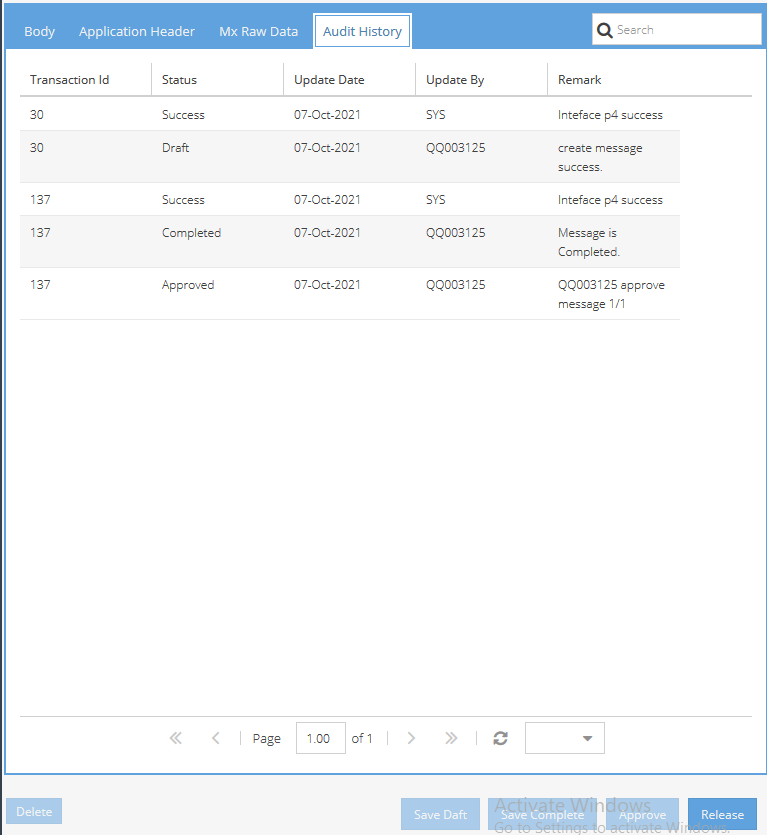 Body Application Header Mx Raw Data Audit History Search
Transaction Id Status Update Date Update By Remark
30 Success 07-Oct-2021 SYS Inteface p4 success
30 Draft 07-Oct-2021 QQ003125 create message
success.
137 Success 07-Oct-2021 SYS Inteface p4 success
137 Completed 07-Oct-2021 QQ003125 Message is
Completed.
137 Approved 07-Oct-2021 QQ003125 QQ003125 approve
message 1/1
Page 1.00 of 1
Activate Windows
Delete Save Daft Save Complete Approve Release
Go to Settings to activate Windows.